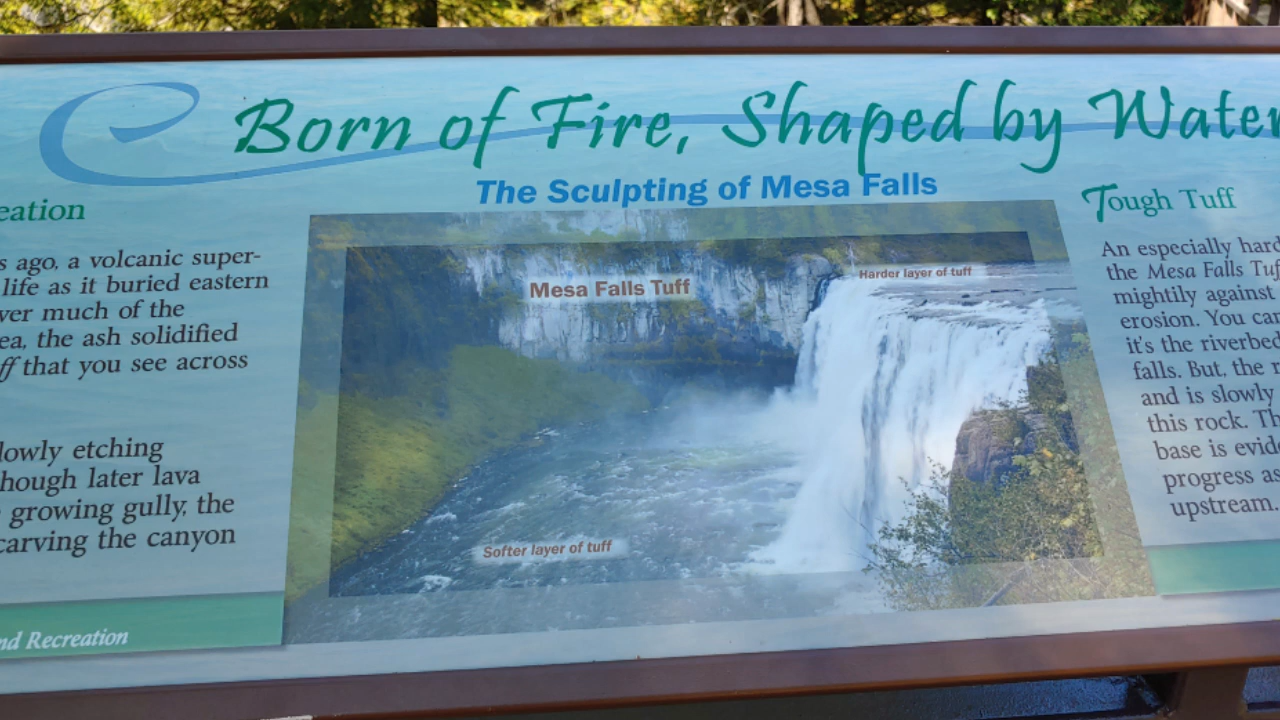 Born of Fire, Shaped by Water
The Sculpting of Mesa Falls
eation
s ago, a volcanic super-
life as it buried eastern
ver much of the
ea, the ash solidified
ff that you see across
lowly etching
hough later lava
growing gully, the
carving the canyon
nd Recreation
Mesa Falls Tuff
Harder layer of tuff
Softer layer of tuff
Tough Tuff
An especially hard
the Mesa Falls Tuf
mightily against
erosion. You can
it's the riverbed
falls. But, the r
and is slowly
this rock. Th
base is evide
progress as
upstream.